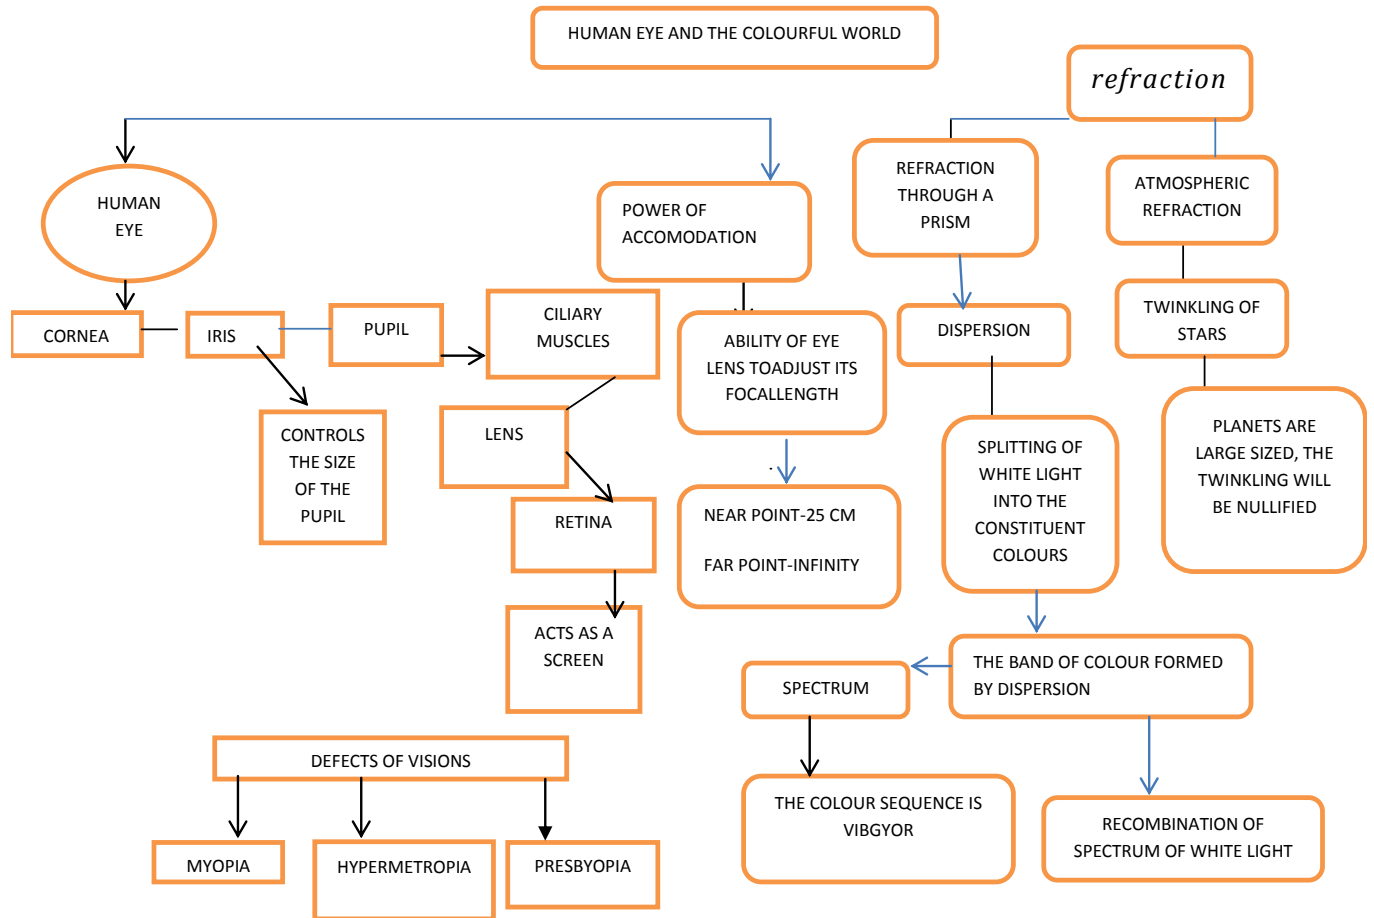 HUMAN EYE AND THE COLOURFUL WORLD
refraction
HUMAN
EYE
POWER OF
ACCOMODATION
REFRACTION
THROUGH A
PRISM
ATMOSPHERIC
REFRACTION
CORNEA
IRIS
PUPIL
CILIARY
MUSCLES
ABILITY OF EYE
LENS TOADJUST ITS
FOCALLENGTH
DISPERSION
TWINKLING OF
STARS
CONTROLS
THE SIZE
OF THE
PUPIL
LENS
RETINA
ACTS AS A
SCREEN
NEAR POINT-25 CM
FAR POINT-INFINITY
SPLITTING OF
WHITE LIGHT
INTO THE
CONSTITUENT
COLOURS
PLANETS ARE
LARGE SIZED, THE
TWINKLING WILL
BE NULLIFIED
SPECTRUM
THE BAND OF COLOUR FORMED
BY DISPERSION
THE COLOUR SEQUENCE IS
VIBGYOR
RECOMBINATION OF
SPECTRUM OF WHITE LIGHT
DEFECTS OF VISIONS
MYOPIA
HYPERMETROPIA
PRESBYOPIA